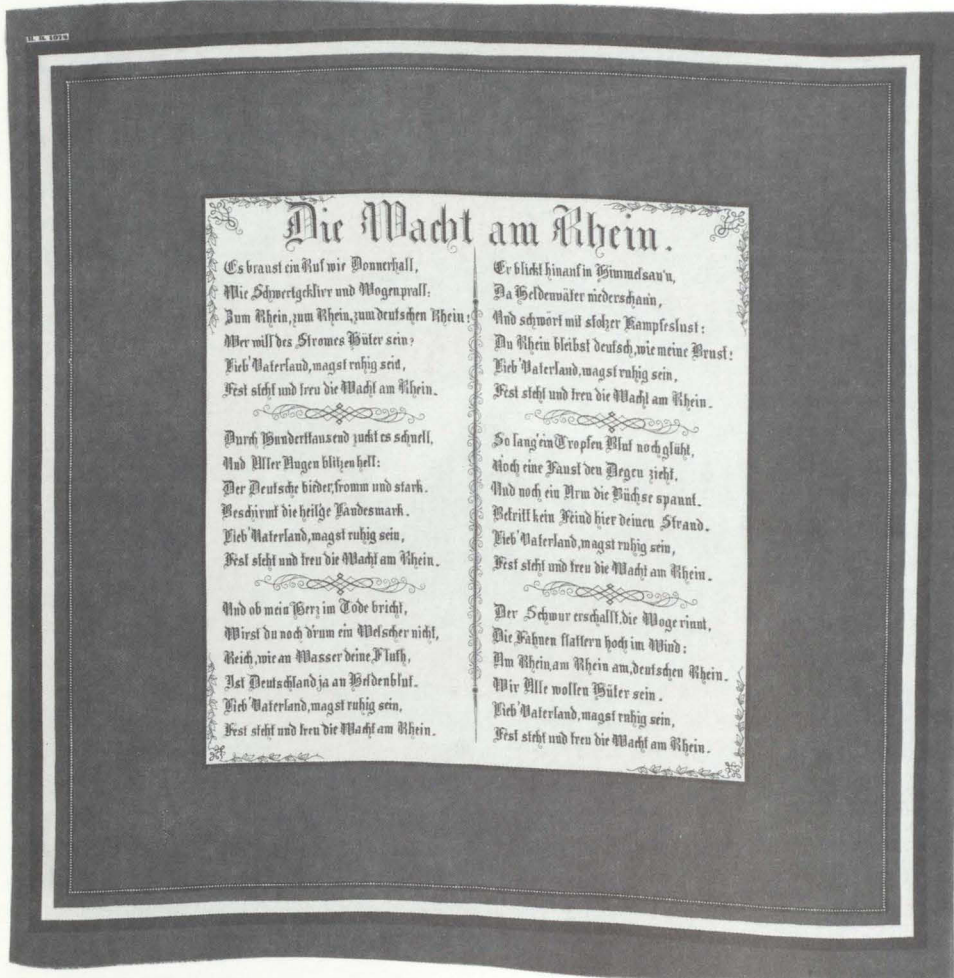 Die Wacht am Rhein.
Es braust ein Ruf wie Donnerhall,
Wie Schwertgeklirr und Wogenprall:
Zum Rhein, zum Rhein, zum deutschen Rhein!
Wer will des Stromes Hüter sein?
Lieb' Vaterland, magst ruhig sein,
Fest steht und treu die Wacht am Rhein.
Durch Hunderttausend zuckt es schnell,
Und Aller Augen blitzen hell:
Der Deutsche bieder, fromm und stark.
Beschirmt die heilge Landesmark.
Lieb' Vaterland, magst ruhig sein,
Fest steht und treu die Wacht am Rhein.
Und ob mein Herz im Tode bricht,
Wirst du noch d'rum ein Welscher nicht,
Reich, wie an Wasser deine Fluth,
Ist Deutschland ja an Heldenblut.
Lieb' Vaterland, magst ruhig sein,
Fest steht und treu die Wacht am Rhein.
Er blickt hinauf in Himmelsau'n,
Da Heldenväter niederschau'n,
Und schwört mit stolzer Kampfeslust:
Du Rhein bleibst deutsch, wie meine Brust!
Lieb' Vaterland, magst ruhig sein,
Fest steht und treu die Wacht am Rhein.
So lang' ein Tropfen Blut noch glüht,
Noch eine Faust den Degen zieht,
Und noch ein Arm die Büchse spannt.
Betritt kein Feind hier deinen Strand.
Lieb' Vaterland, magst ruhig sein,
Fest steht und treu die Wacht am Rhein.
Der Schwur erschallt, die Woge rinnt,
Die Fahnen flattern hoch im Wind:
Am Rhein, am Rhein am, deutschen Rhein.
Wir Alle wollen Hüter sein.
Lieb' Vaterland, magst ruhig sein,
Fest steht und treu die Wacht am Rhein.